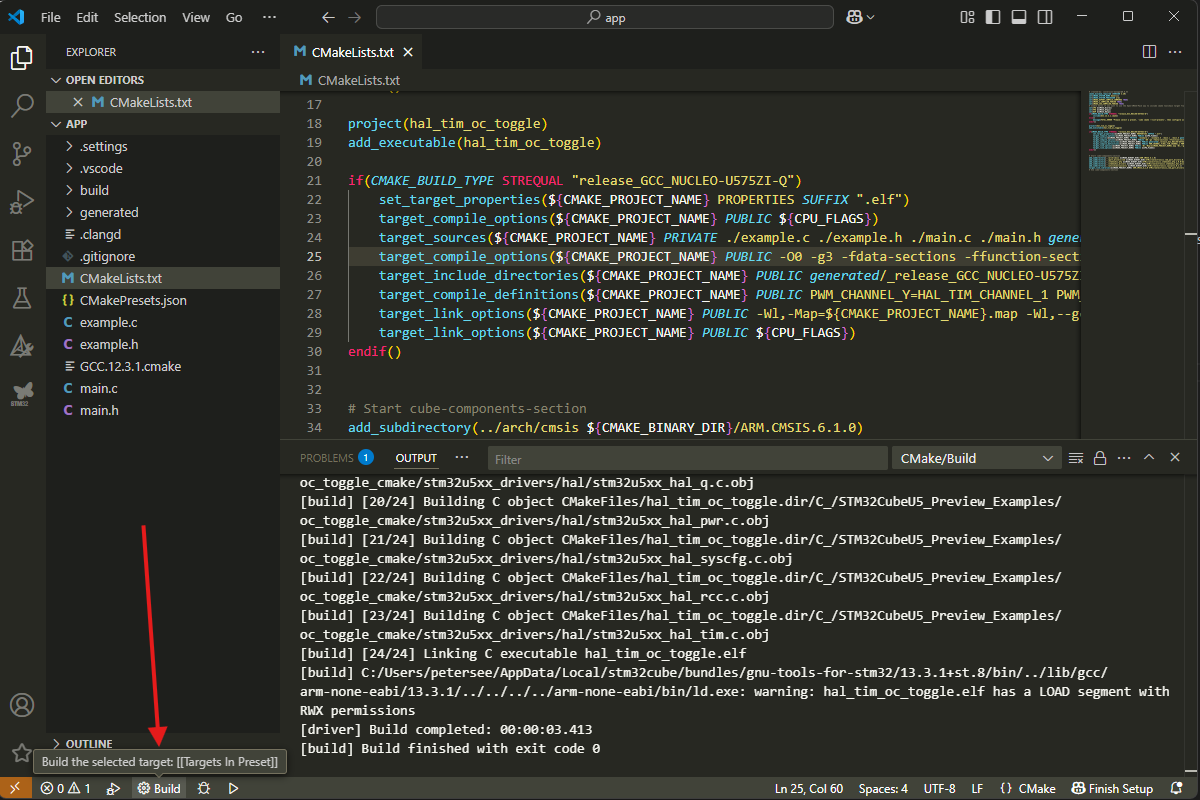 File Edit Selection View Go ···
app
EXPLORER
OPEN EDITORS
CMakeLists.txt
APP
.settings
.vscode
build
generated
.clangd
.gitignore
CMakeLists.txt
CMakePresets.json
example.c
example.h
GCC.12.3.1.cmake
main.c
main.h
OUTLINE
BTM32
CMakeLists.txt
CMakeLists.txt
17
18 project(hal_tim_oc_toggle)
19 add_executable(hal_tim_oc_toggle)
20
21 if(CMAKE_BUILD_TYPE STREQUAL "release_GCC_NUCLEO-U575ZI-Q")
22 set_target_properties(${CMAKE_PROJECT_NAME} PROPERTIES SUFFIX ".elf")
23 target_compile_options(${CMAKE_PROJECT_NAME} PUBLIC ${CPU_FLAGS})
24 target_sources(${CMAKE_PROJECT_NAME} PRIVATE ./example.c ./example.h ./main.c ./main.h gene
25 target_compile_options(${CMAKE_PROJECT_NAME} PUBLIC -O0 -g3 -fdata-sections -ffunction-sect
26 target_include_directories(${CMAKE_PROJECT_NAME} PUBLIC generated/_release_GCC_NUCLEO-U575Z
27 target_compile_definitions(${CMAKE_PROJECT_NAME} PUBLIC PWM_CHANNEL_Y=HAL_TIM_CHANNEL_1 PWM_
28 target_link_options(${CMAKE_PROJECT_NAME} PUBLIC -Wl,-Map=${CMAKE_PROJECT_NAME}.map -Wl,--g
29 target_link_options(${CMAKE_PROJECT_NAME} PUBLIC ${CPU_FLAGS})
30 endif()
31
32
33 # Start cube-components-section
34 add_subdirectory(../arch/cmsis ${CMAKE_BINARY_DIR}/ARM.CMSIS.6.1.0)
PROBLEMS 1 OUTPUT ··· Filter CMake/Build
oc_toggle_cmake/stm32u5xx_drivers/hal/stm32u5xx_hal_q.c.obj
[build] [20/24] Building C object CMakeFiles/hal_tim_oc_toggle.dir/C_/STM32CubeU5_Preview_Examples/
oc_toggle_cmake/stm32u5xx_drivers/hal/stm32u5xx_hal_pwr.c.obj
[build] [21/24] Building C object CMakeFiles/hal_tim_oc_toggle.dir/C_/STM32CubeU5_Preview_Examples/
oc_toggle_cmake/stm32u5xx_drivers/hal/stm32u5xx_hal_syscfg.c.obj
[build] [22/24] Building C object CMakeFiles/hal_tim_oc_toggle.dir/C_/STM32CubeU5_Preview_Examples/
oc_toggle_cmake/stm32u5xx_drivers/hal/stm32u5xx_hal_rcc.c.obj
[build] [23/24] Building C object CMakeFiles/hal_tim_oc_toggle.dir/C_/STM32CubeU5_Preview_Examples/
oc_toggle_cmake/stm32u5xx_drivers/hal/stm32u5xx_hal_tim.c.obj
[build] [24/24] Linking C executable hal_tim_oc_toggle.elf
[build] C:/Users/petersee/AppData/Local/stm32cube/bundles/gnu-tools-for-stm32/13.3.1+st.8/bin/../lib/gcc/
arm-none-eabi/13.3.1/../../../../arm-none-eabi/bin/ld.exe: warning: hal_tim_oc_toggle.elf has a LOAD segment with
RWX permissions
[driver] Build completed: 00:00:03.413
[build] Build finished with exit code 0
Build the selected target: [[Targets In Preset]]
0 1 Build
Ln 25, Col 60 Spaces: 4 UTF-8 LF {} CMake Finish Setup